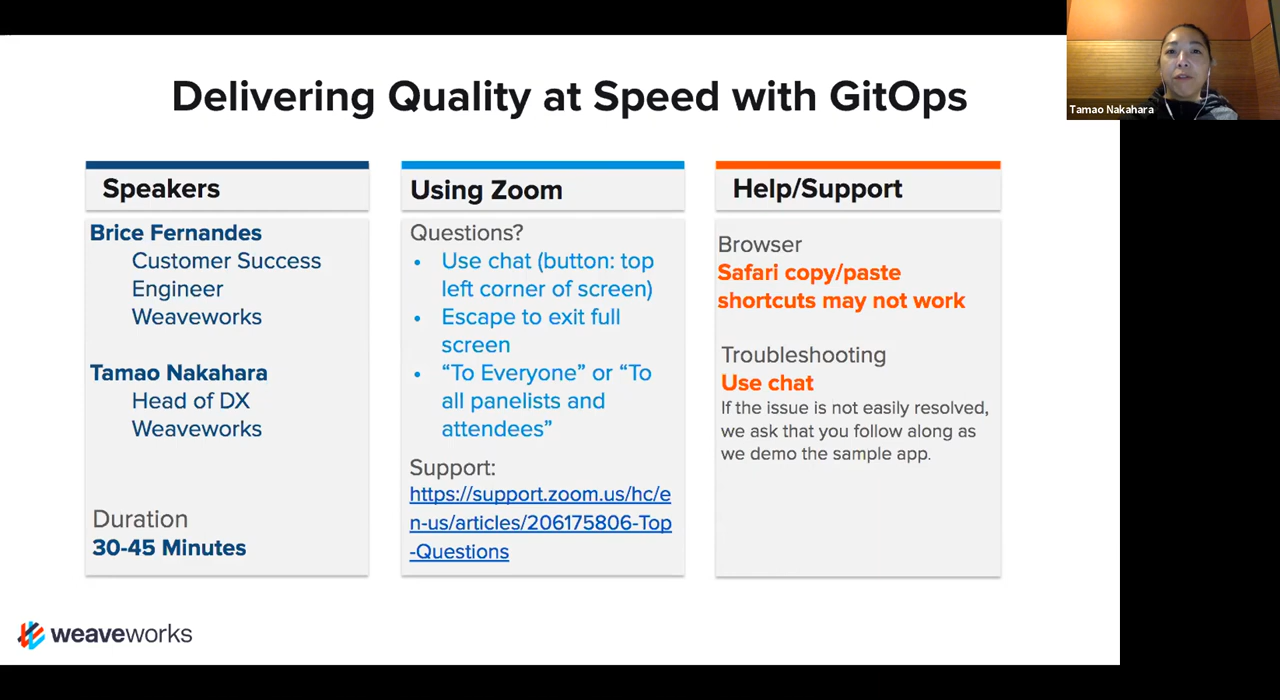 Delivering Quality at Speed with GitOps
Tamao Nakahara
Speakers
Brice Fernandes
Customer Success
Engineer
Weaveworks
Tamao Nakahara
Head of DX
Weaveworks
Duration
30-45 Minutes
Using Zoom
Questions?
• Use chat (button: top
left corner of screen)
• Escape to exit full
screen
• “To Everyone” or “To
all panelists and
attendees”
Support:
https://support.zoom.us/hc/e
n-us/articles/206175806-Top
-Questions
Help/Support
Browser
Safari copy/paste
shortcuts may not work
Troubleshooting
Use chat
If the issue is not easily resolved,
we ask that you follow along as
we demo the sample app.
weaveworks